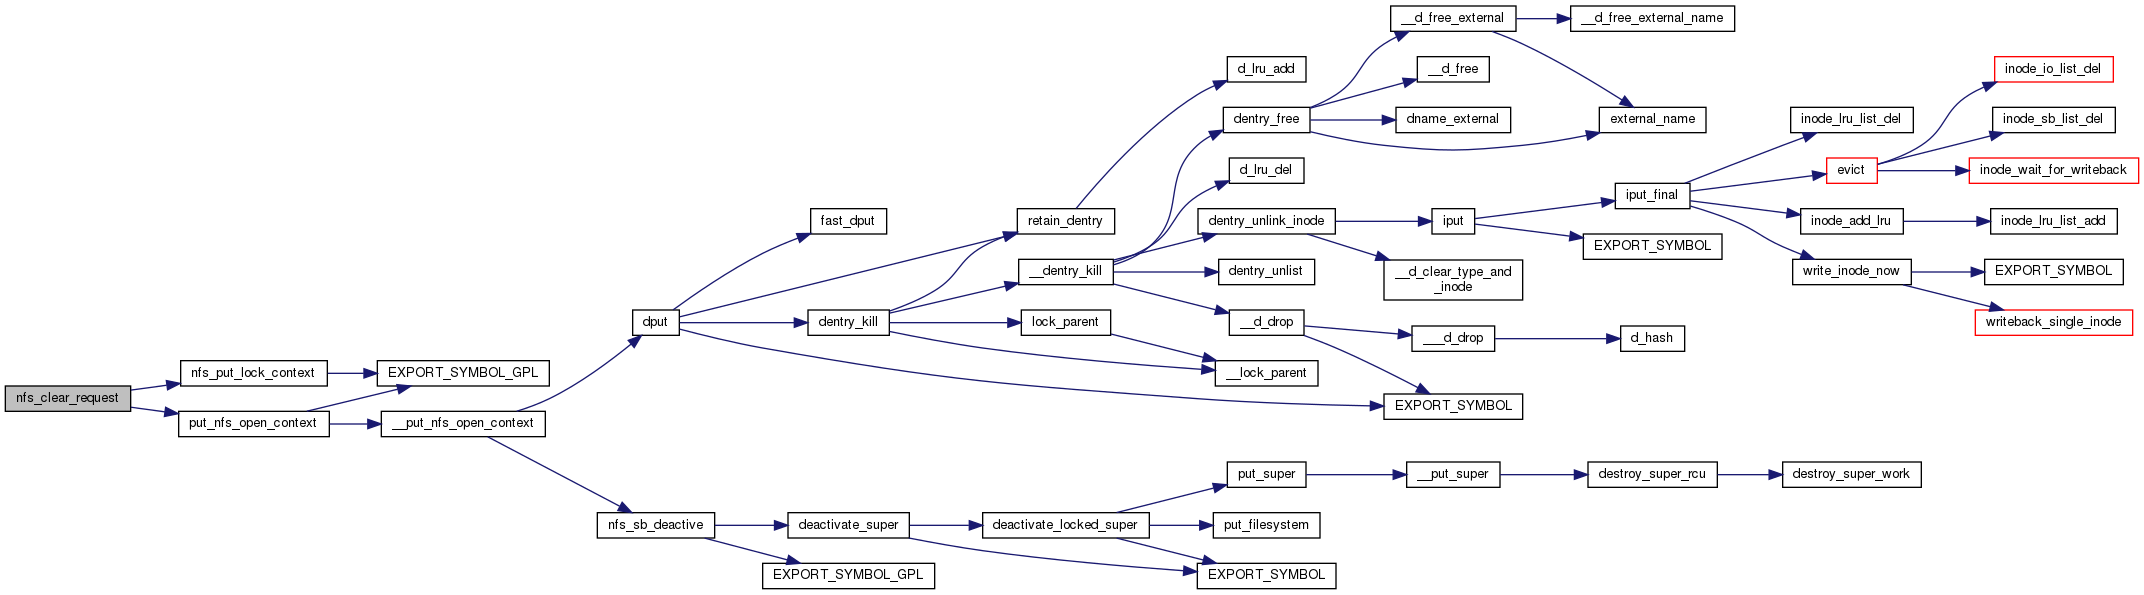 __d_free_external
__d_free_external_name
d_lru_add
__d_free
inode_io_list_del
dentry_free
dname_external
external_name
inode_lru_list_del
inode_sb_list_del
d_lru_del
evict
inode_wait_for_writeback
iput_final
fast_dput
retain_dentry
dentry_unlink_inode
iput
inode_add_lru
inode_lru_list_add
EXPORT_SYMBOL
__dentry_kill
dentry_unlist
__d_clear_type_and
_inode
write_inode_now
EXPORT_SYMBOL
dput
dentry_kill
lock_parent
__d_drop
___d_drop
d_hash
writeback_single_inode
nfs_put_lock_context
EXPORT_SYMBOL_GPL
__lock_parent
nfs_clear_request
EXPORT_SYMBOL
put_nfs_open_context
__put_nfs_open_context
put_super
__put_super
destroy_super_rcu
destroy_super_work
nfs_sb_deactive
deactivate_super
deactivate_locked_super
put_filesystem
EXPORT_SYMBOL_GPL
EXPORT_SYMBOL